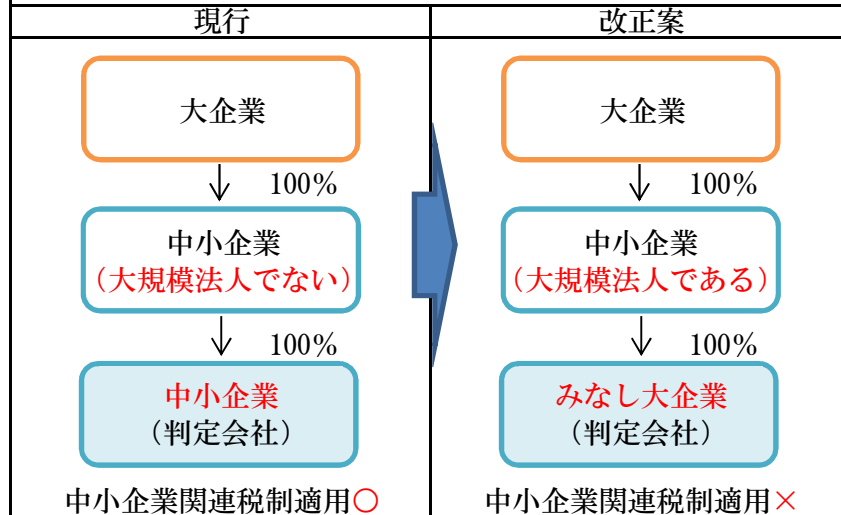 現行
大企業
100%
中小企業
（大規模法人でない）
100%
中小企業
（判定会社）
中小企業関連税制適用○
改正案
大企業
100%
中小企業
（大規模法人である）
100%
みなし大企業
（判定会社）
中小企業関連税制適用×